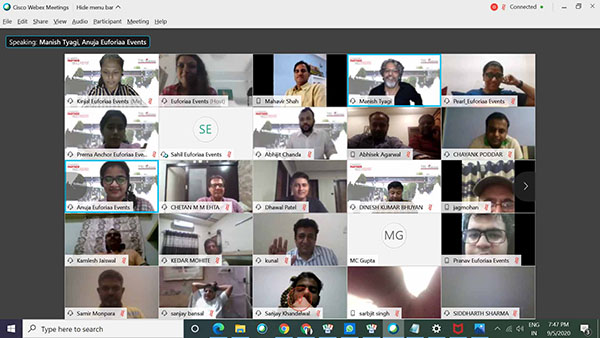 Cisco Webex Meetings
Hide menu bar
Connected
File Edit Share View Audio Participant Meeting Help
Speaking: Manish Tyagi, Anuja Euforiaa Events
Kinjal Euforiaa Events (Me)
Euforiaa Events (Host)
Mahavir Shah
Manish Tyagi
Pearl_Euforiaa Events
Prema Anchor Euforiaa Eve...
SE
Sahil Euforiaa Events
Abhijit Chanda
Abhisek Agarwal
CHAYANK PODDAR
Anuja Euforiaa Events
CHETAN M M EHTA
Dhawal Patel
DINESH KUMAR BHUYAN
jagmohan
Kamlesh Jaiswal
KEDAR MOHITE
kunal
MG
MC Gupta
Pranav Euforiaa Events
Samir Monpara
sanjay bansal
Sanjay Khandelwal
sarbjit singh
SIDDHARTH SHARMA
Type here to search
ENG
IN
7:47 PM
9/5/2020